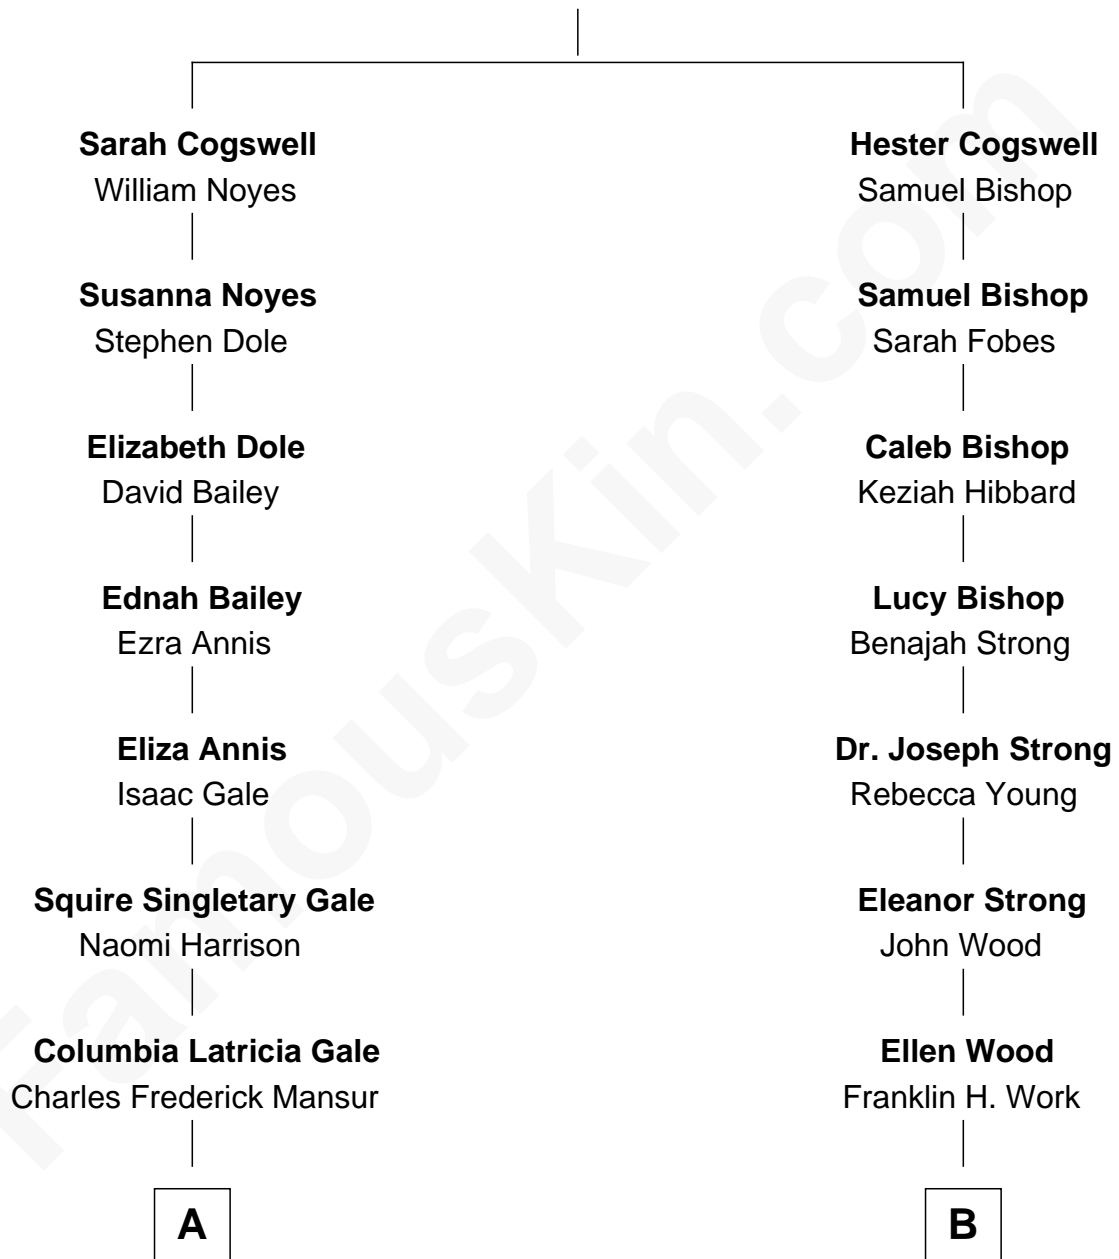 Sarah Cogswell
William Noyes
Susanna Noyes
Stephen Dole
Elizabeth Dole
David Bailey
Ednah Bailey
Ezra Annis
Eliza Annis
Isaac Gale
Squire Singletary Gale
Naomi Harrison
Columbia Latricia Gale
Charles Frederick Mansur
A
Hester Cogswell
Samuel Bishop
Samuel Bishop
Sarah Fobes
Caleb Bishop
Keziah Hibbard
Lucy Bishop
Benajah Strong
Dr. Joseph Strong
Rebecca Young
Eleanor Strong
John Wood
Ellen Wood
Franklin H. Work
B
FamousKin.com